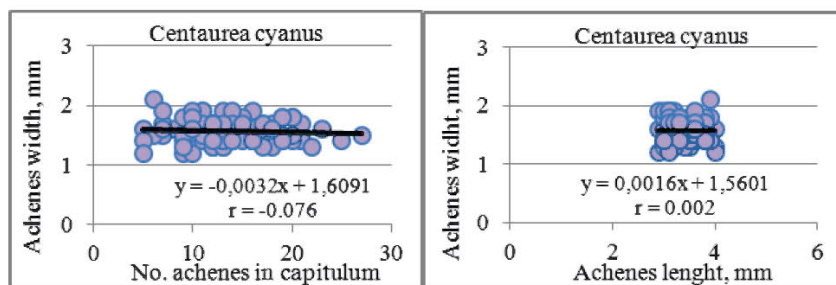 Centaurea cyanus
Achenes width, mm
3
2
1
0
y = -0,0032x + 1,6091
r = -0.076
0
10
20
30
No. achenes in capitulum
Centaurea cyanus
Achenes widht, mm
3
2
1
0
y = 0,0016x + 1,5601
r = 0.002
0
2
4
6
Achenes lenght, mm